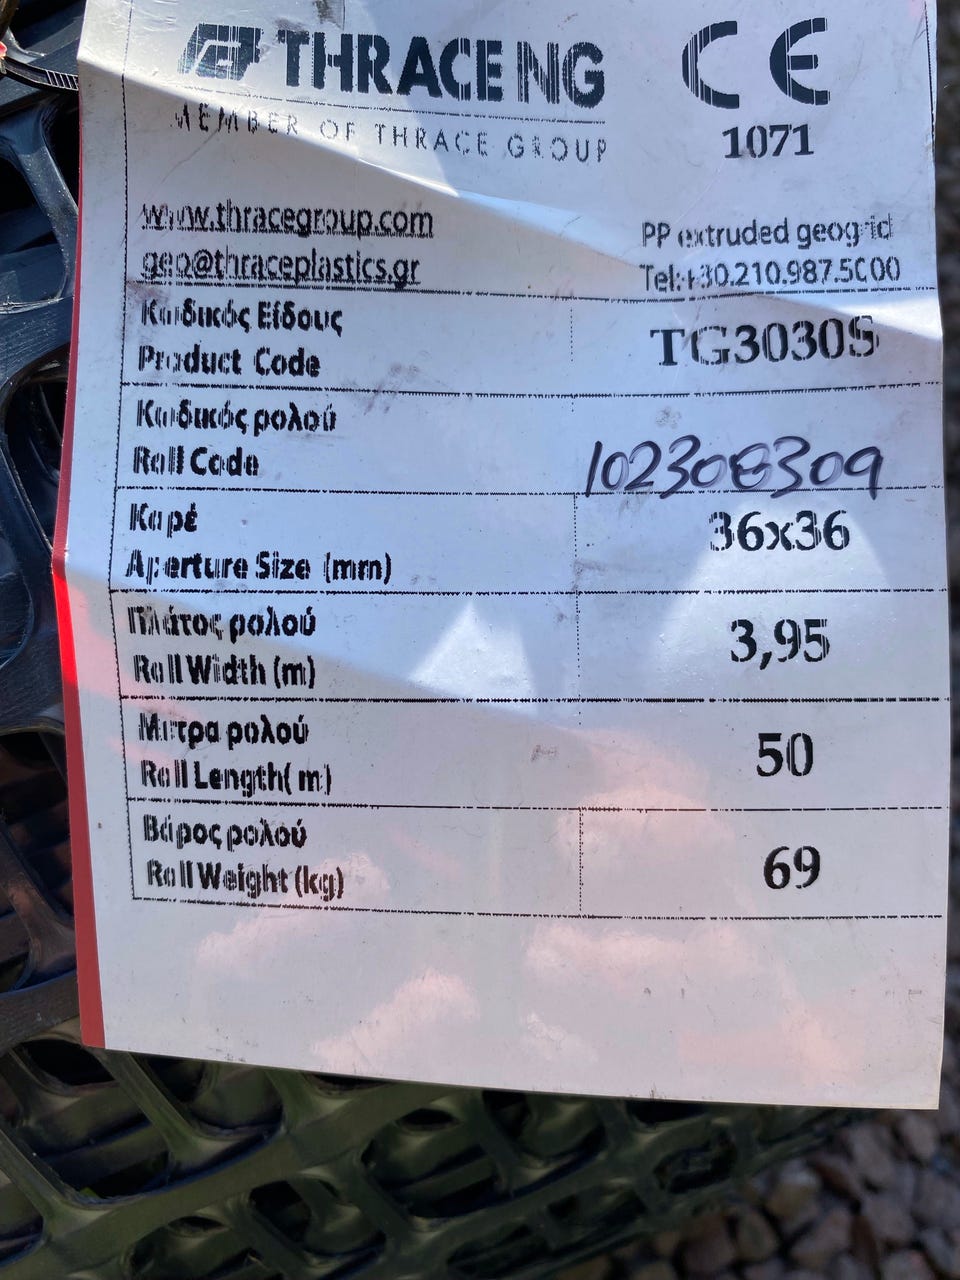 THRACE NG
MEMBER OF THRACE GROUP
CE
1071
www.thracegroup.com
geo@thraceplastics.gr
PP extruded geogrid
Tel:+30.210.987.5000
Κωδικός Είδους
Product Code
TG3030S
Κωδικός ρολού
Roll Code
102308309
Καρέ
Aperture Size (mm)
36x36
Πλάτος ρολού
Roll Width (m)
3,95
Μετρα ρολού
Roll Length( m)
50
Βάρος ρολού
Roll Weight (kg)
69